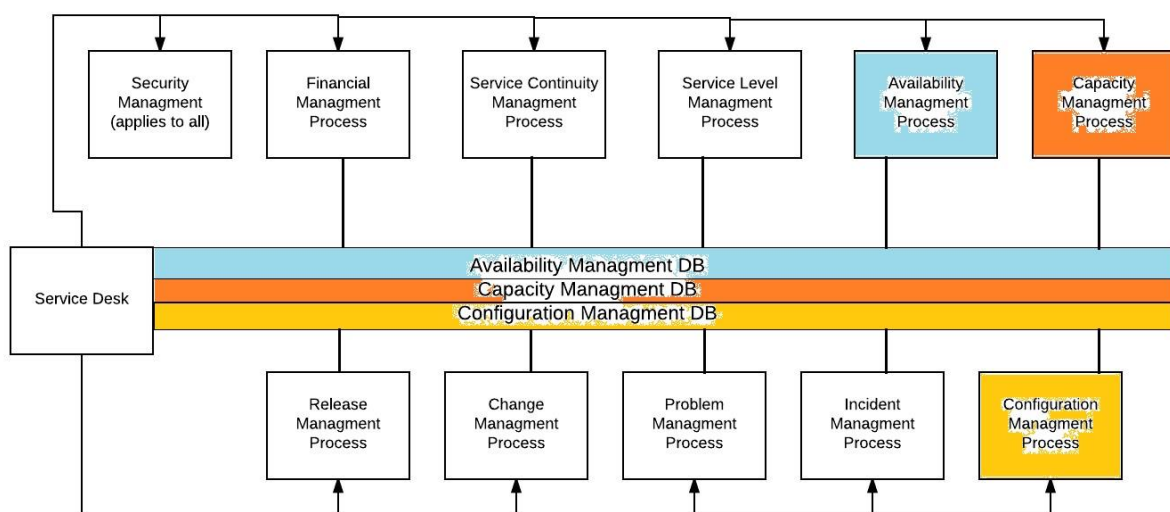 Security
Managment
(applies to all)
Financial
Managment
Process
Service Continuity
Managment
Process
Service Level
Managment
Process
Availability
Managment
Process
Capacity
Managment
Process
Service Desk
Availability Managment DB
Capacity Managment DB
Configuration Managment DB
Release
Managment
Process
Change
Managment
Process
Problem
Managment
Process
Incident
Managment
Process
Configuration
Managment
Process